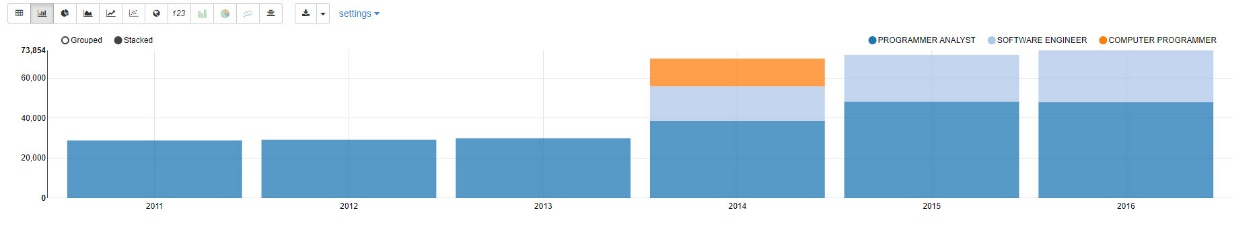 123 settings
Grouped Stacked PROGRAMMER ANALYST SOFTWARE ENGINEER COMPUTER PROGRAMMER
73,854
60,000
40,000
20,000
0
2011 2012 2013 2014 2015 2016